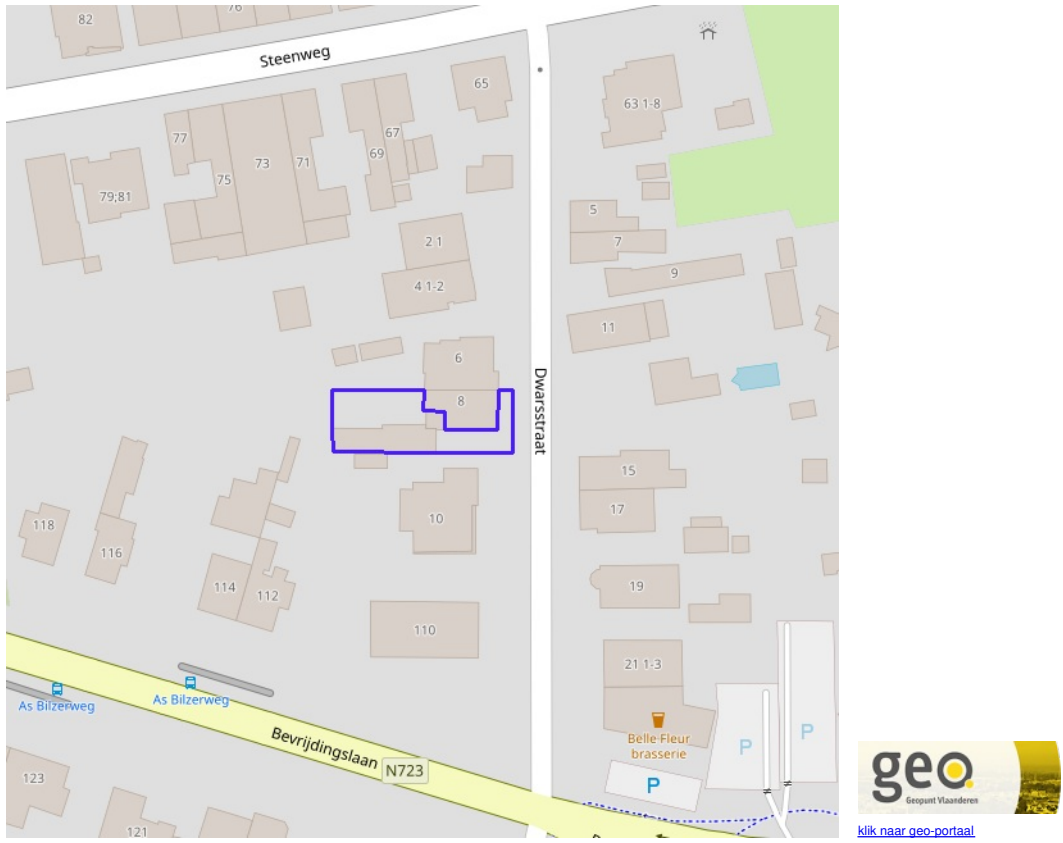 82
76
Steenweg
65
77
67
63 1-8
73
71
69
75
79;81
5
2 1
7
9
4 1-2
11
6
8
Dwarsstraat
15
17
10
118
116
114
112
19
110
21 1-3
As Bilzerweg
As Bilzerweg
Bevrijdingslaan
N723
Belle Fleur
brasserie
P
P
P
123
121
geo
Geopunt Vlaanderen
klik naar geo-portaal